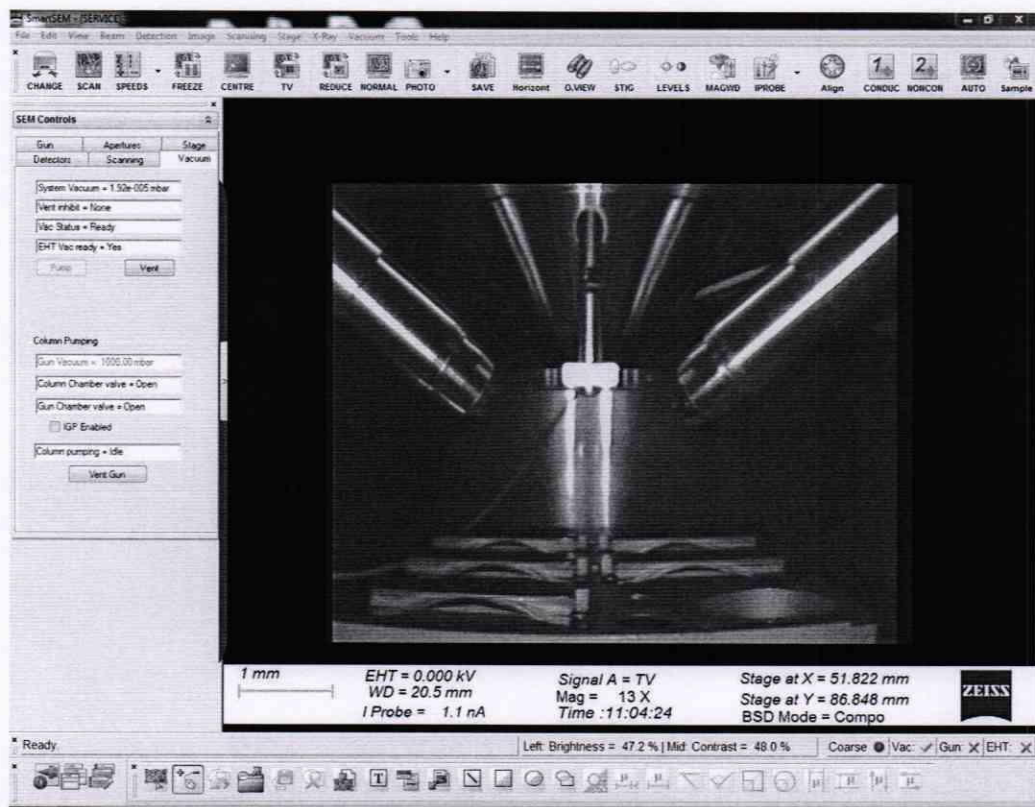 SmartSEM - [SERVICE]
File Edit View Beam Detection Image Scanning Stage X-Ray Vacuum Tools Help
CHANGE SCAN SPEEDS FREEZE CENTRE TV REDUCE NORMAL PHOTO SAVE Horizont O.VIEW STIG LEVELS MAGWD IPROBE Align CONDUC NONCON AUTO Sample
SEM Controls
Gun Apertures Stage
Detectors Scanning Vacuum
System Vacuum = 1.92e-005 mbar
Vent inhibit = None
Vac Status = Ready
EHT Vac ready = Yes
Pump Vent
Column Pumping
Gun Vacuum = 1000.00 mbar
Column Chamber valve = Open
Gun Chamber valve = Open
IGP Enabled
Column pumping = Idle
Vent Gun
1 mm
EHT = 0.000 kV
WD = 20.5 mm
I Probe = 1.1 nA
Signal A = TV
Mag = 13 X
Time :11:04:24
Stage at X = 51.822 mm
Stage at Y = 86.848 mm
BSD Mode = Compo
ZEISS
Ready.
Left: Brightness = 47.2 % | Mid: Contrast = 48.0 % Coarse Vac: Gun: EHT: